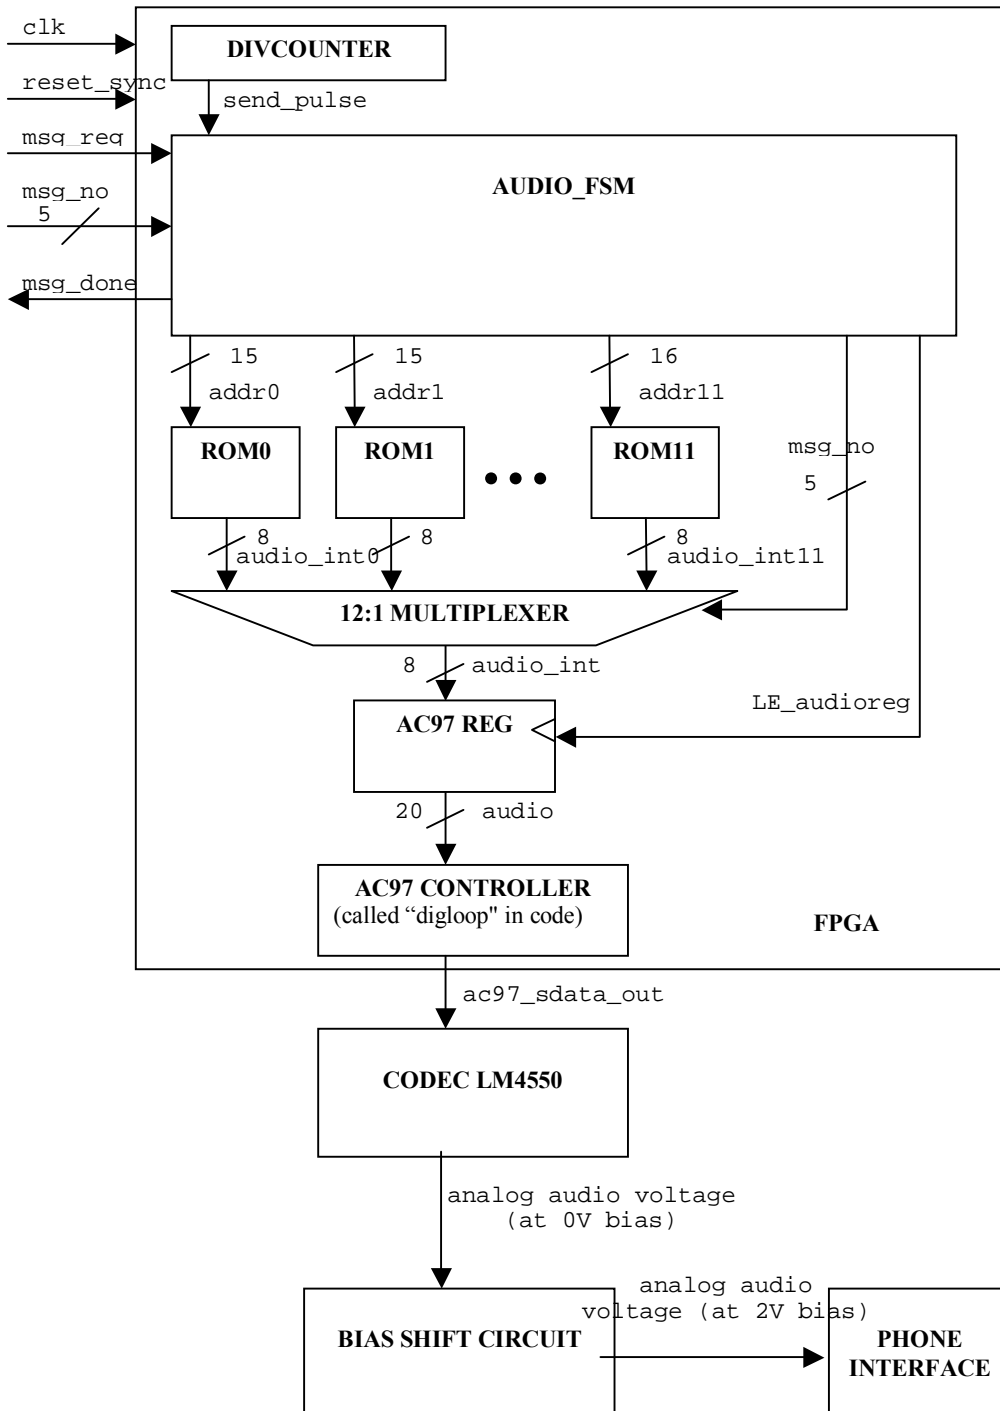 clk
DIVCOUNTER
reset_sync
send_pulse
msg_req
AUDIO_FSM
msg_no
5
msg_done
15
15
16
addr0
addr1
addr11
ROM0
ROM1
ROM11
msg_no
5
8
8
8
audio_int0
audio_int11
12:1 MULTIPLEXER
8
audio_int
LE_audioreg
AC97 REG
20
audio
AC97 CONTROLLER
(called “digloop" in code)
FPGA
ac97_sdata_out
CODEC LM4550
analog audio voltage
(at 0V bias)
analog audio
voltage (at 2V bias)
BIAS SHIFT CIRCUIT
PHONE
INTERFACE